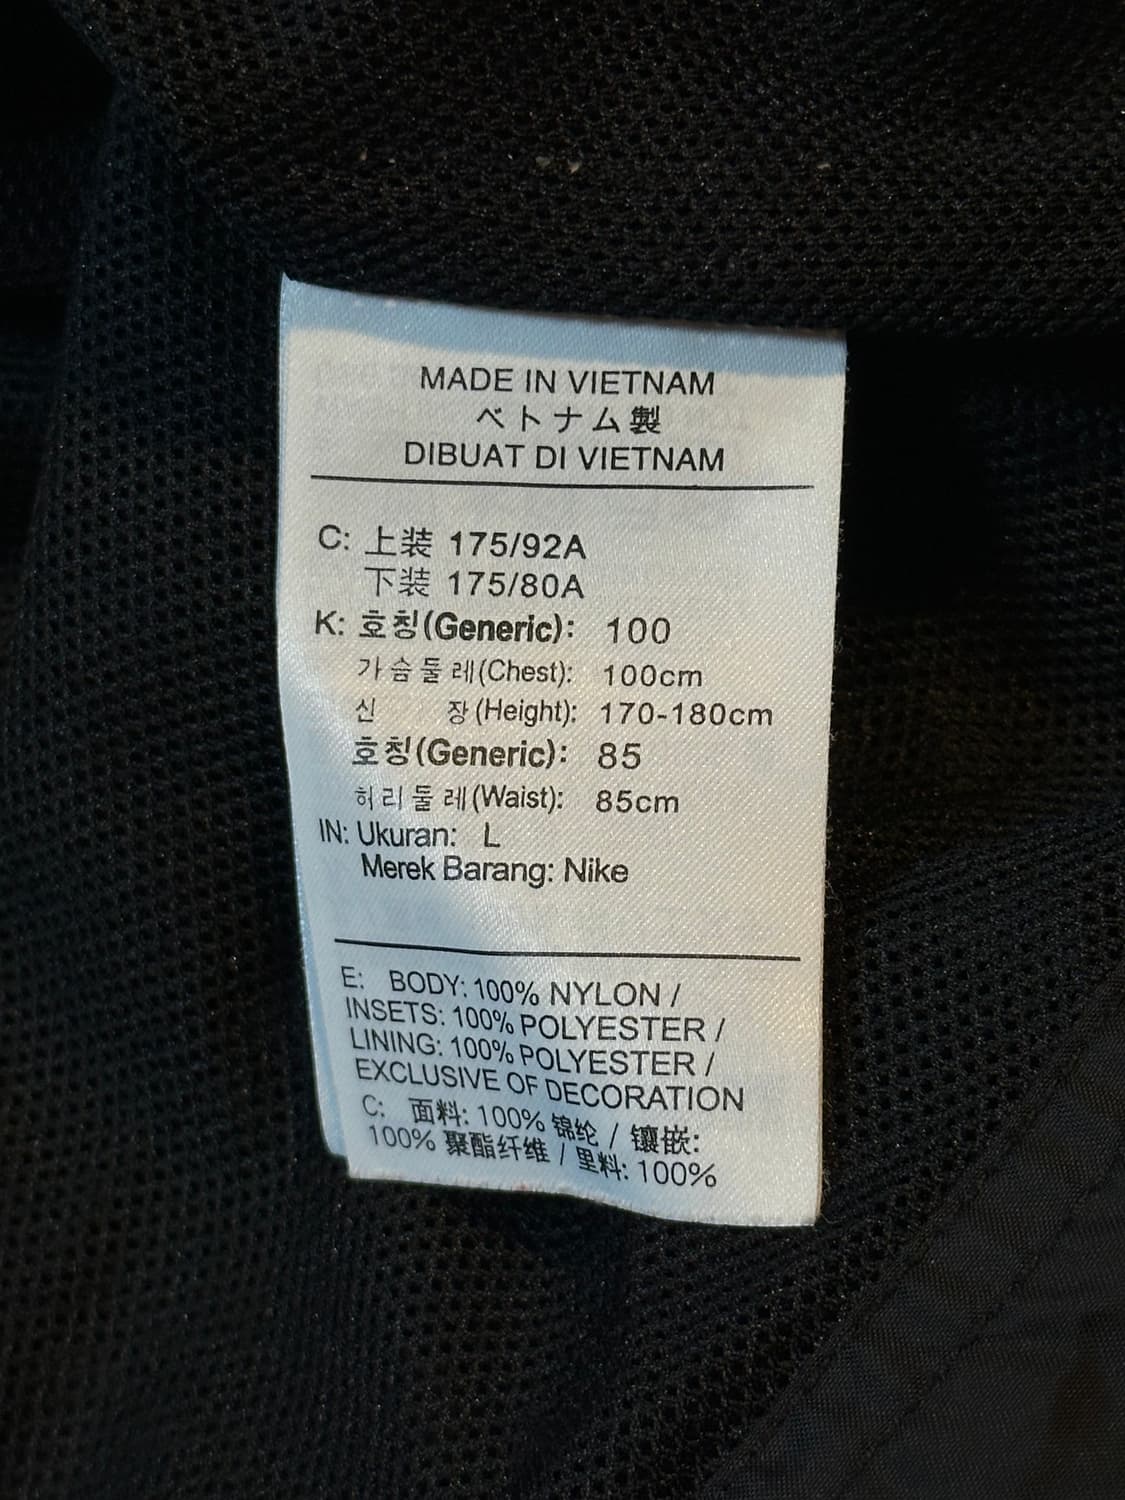 MADE IN VIETNAM
ベトナム製
DIBUAT DI VIETNAM
C: 上装 175/92A
下装 175/80A
K: 호칭(Generic): 100
가슴둘레(Chest): 100cm
신 장(Height): 170-180cm
호칭(Generic): 85
허리둘레(Waist): 85cm
IN: Ukuran: L
Merek Barang: Nike
E: BODY: 100% NYLON /
INSETS: 100% POLYESTER /
LINING: 100% POLYESTER /
EXCLUSIVE OF DECORATION
C: 面料: 100% 锦纶 / 镶嵌:
100% 聚酯纤维 / 里料: 100%